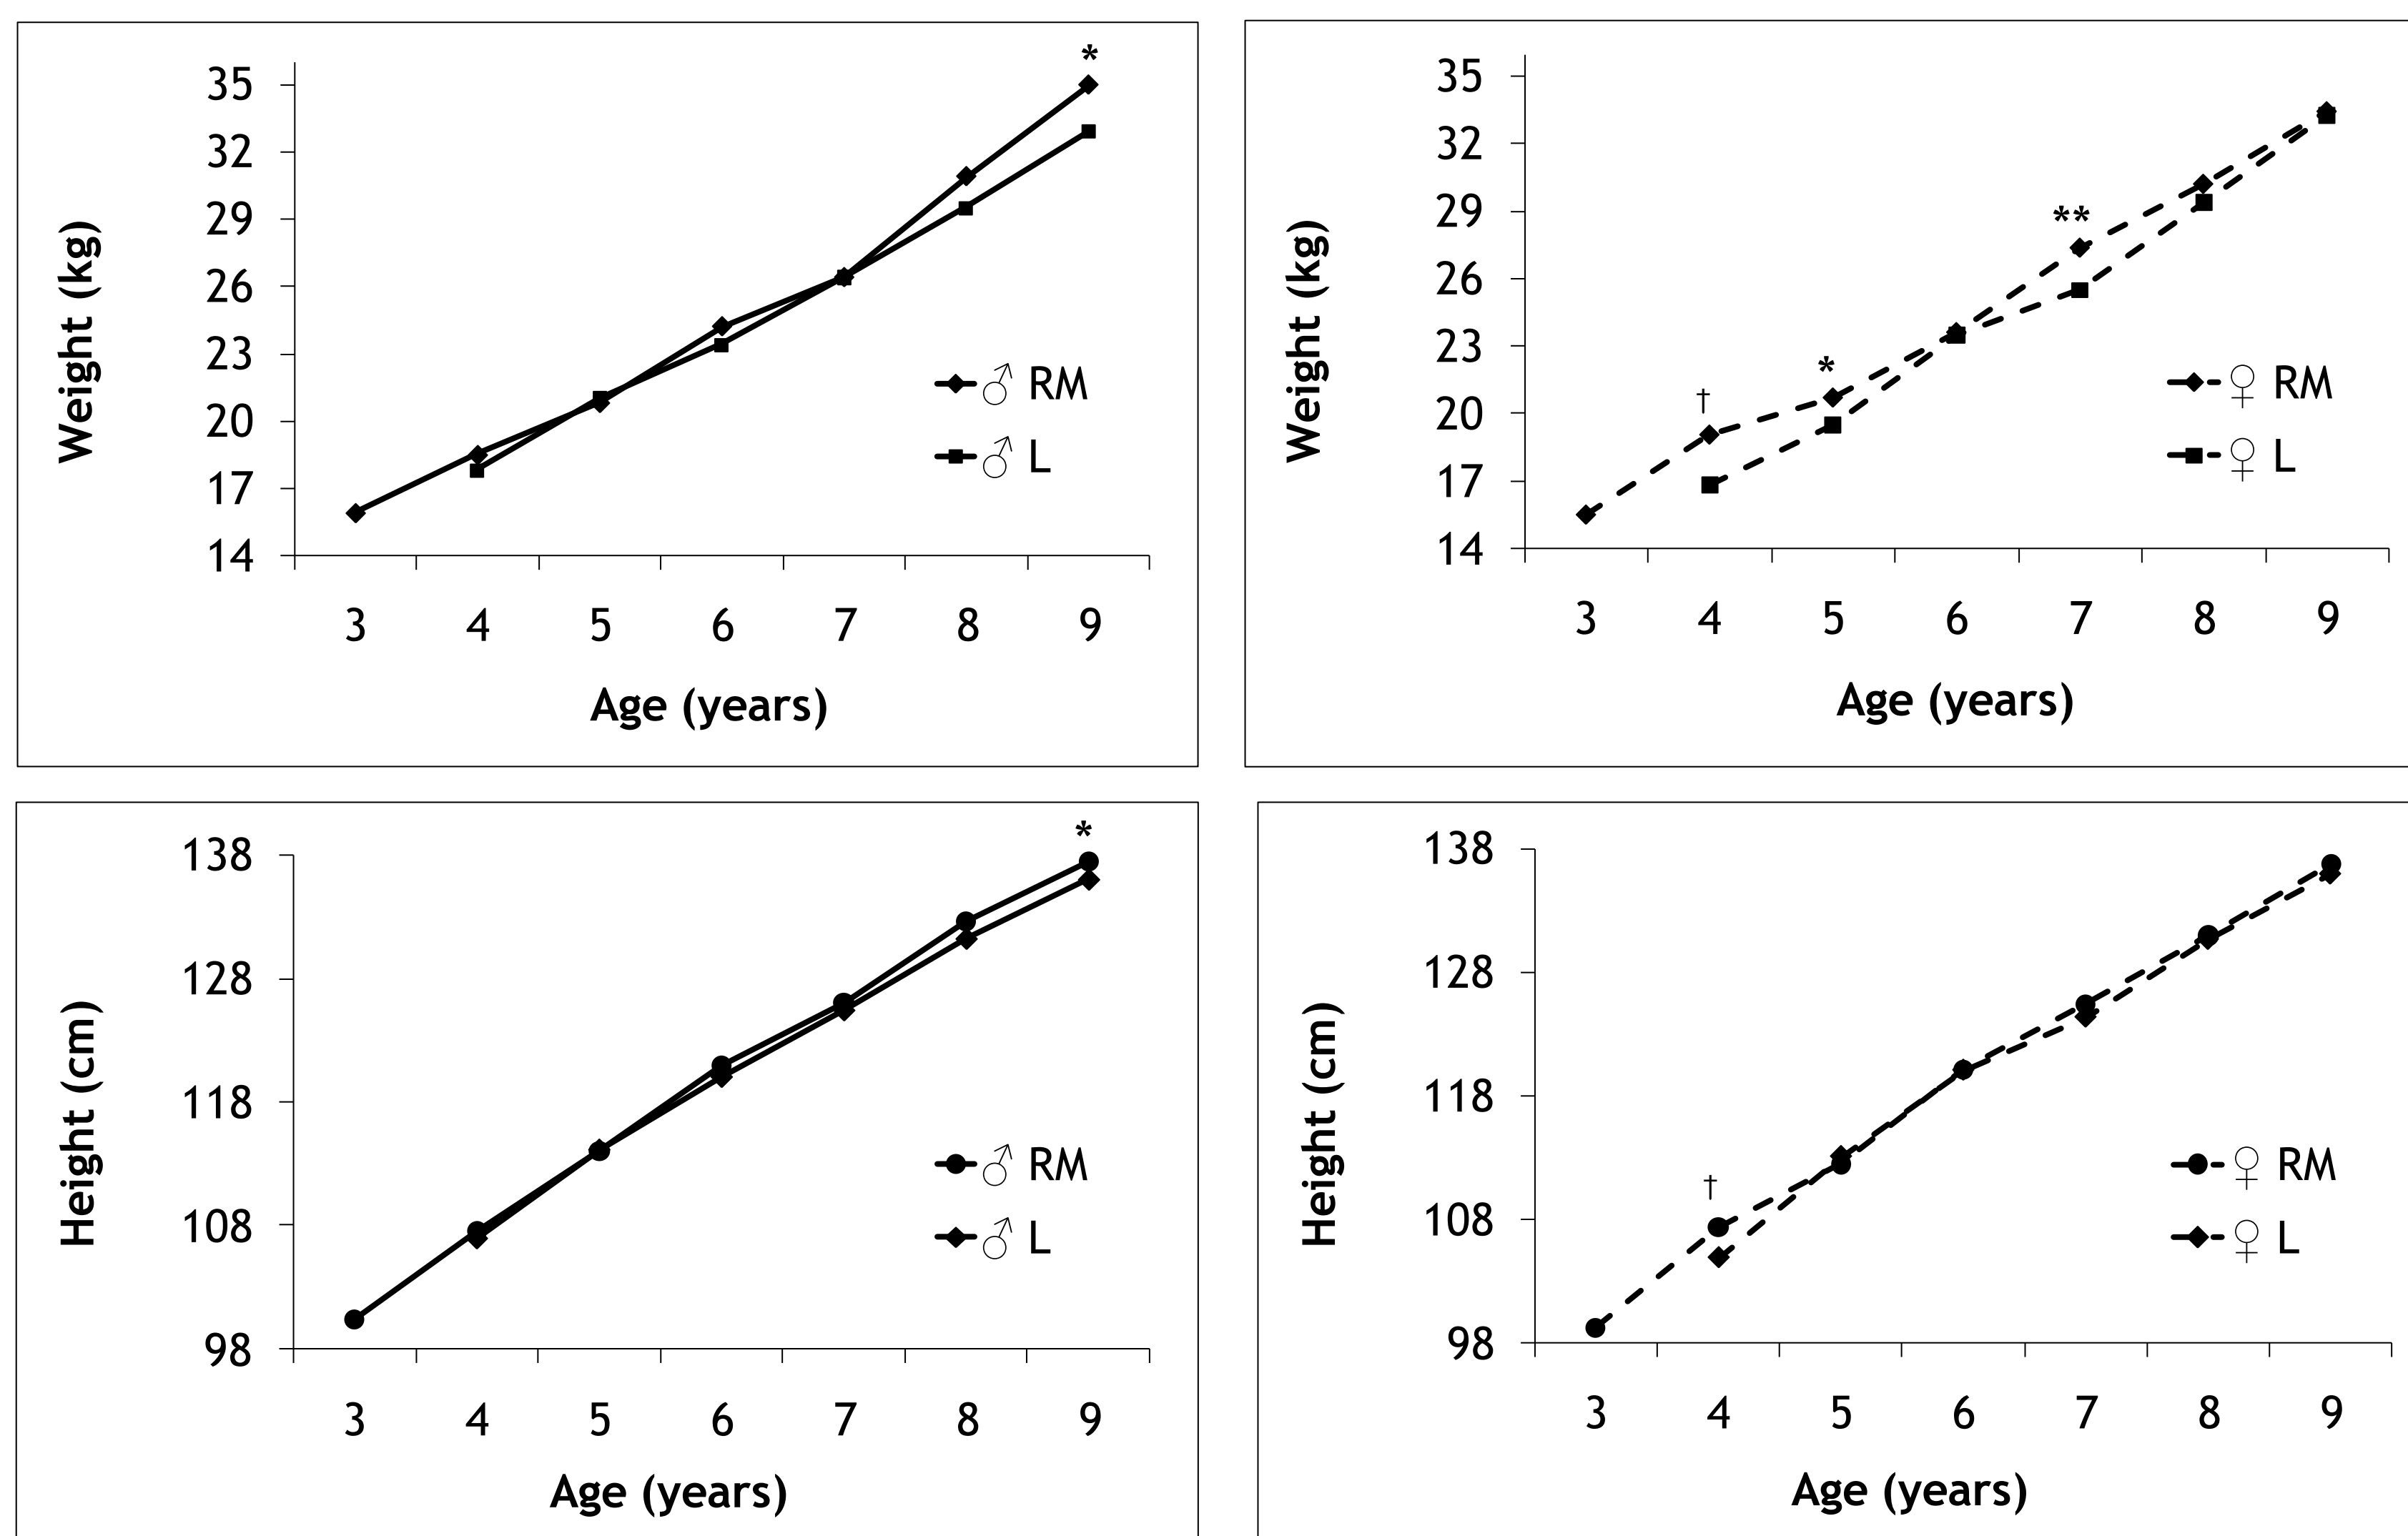 *
35
32
29
26
23
20
17
14
Weight (kg)
♂ RM
♂ L
3 4 5 6 7 8 9
Age (years)
35
32
29
26
23
20
17
14
Weight (kg)
**
*
†
♀ RM
♀ L
3 4 5 6 7 8 9
Age (years)
*
138
128
118
108
98
Height (cm)
♂ RM
♂ L
3 4 5 6 7 8 9
Age (years)
138
128
118
108
98
Height (cm)
†
♀ RM
♀ L
3 4 5 6 7 8 9
Age (years)